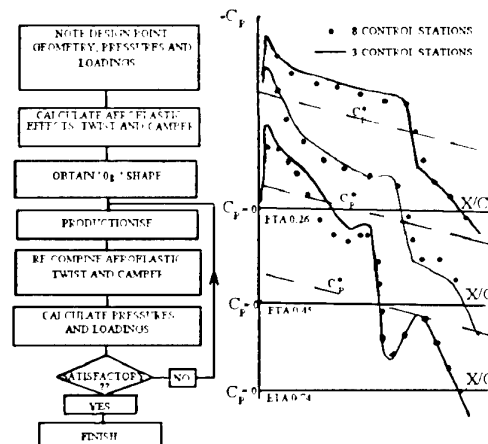 NOTE DESIGN POINT
GEOMETRY, PRESSURES AND
LOADINGS
CALCULATE AEROELASTIC
EFFECTS, TWIST AND CAMBER
OBTAIN "0g" SHAPE
PRODUCTIONISE
RE COMBINE AEROELASTIC
TWIST AND CAMBER
CALCULATE PRESSURES
AND LOADINGS
SATISFACTORY
??
NO
YES
FINISH
-Cp
• 8 CONTROL STATIONS
— 3 CONTROL STATIONS
Cp*
X/C
Cp=0
ETA 0.26
Cp*
X/C
Cp=0
ETA 0.45
Cp*
X/C
Cp=0
ETA 0.74